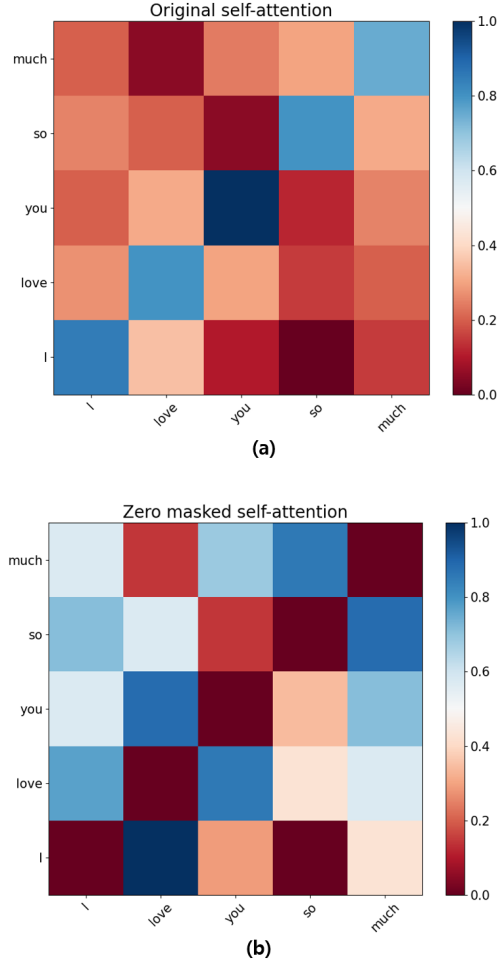 Original self-attention
much
so
you
love
I
I
love
you
so
much
1.0
0.8
0.6
0.4
0.2
0.0
(a)
Zero masked self-attention
much
so
you
love
I
I
love
you
so
much
1.0
0.8
0.6
0.4
0.2
0.0
(b)